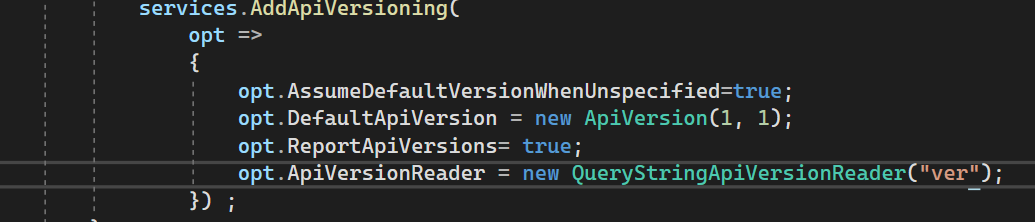 services.AddApiVersioning(
opt =>
{
opt.AssumeDefaultVersionWhenUnspecified=true;
opt.DefaultApiVersion = new ApiVersion(1, 1);
opt.ReportApiVersions= true;
opt.ApiVersionReader = new QueryStringApiVersionReader("ver");
}) ;